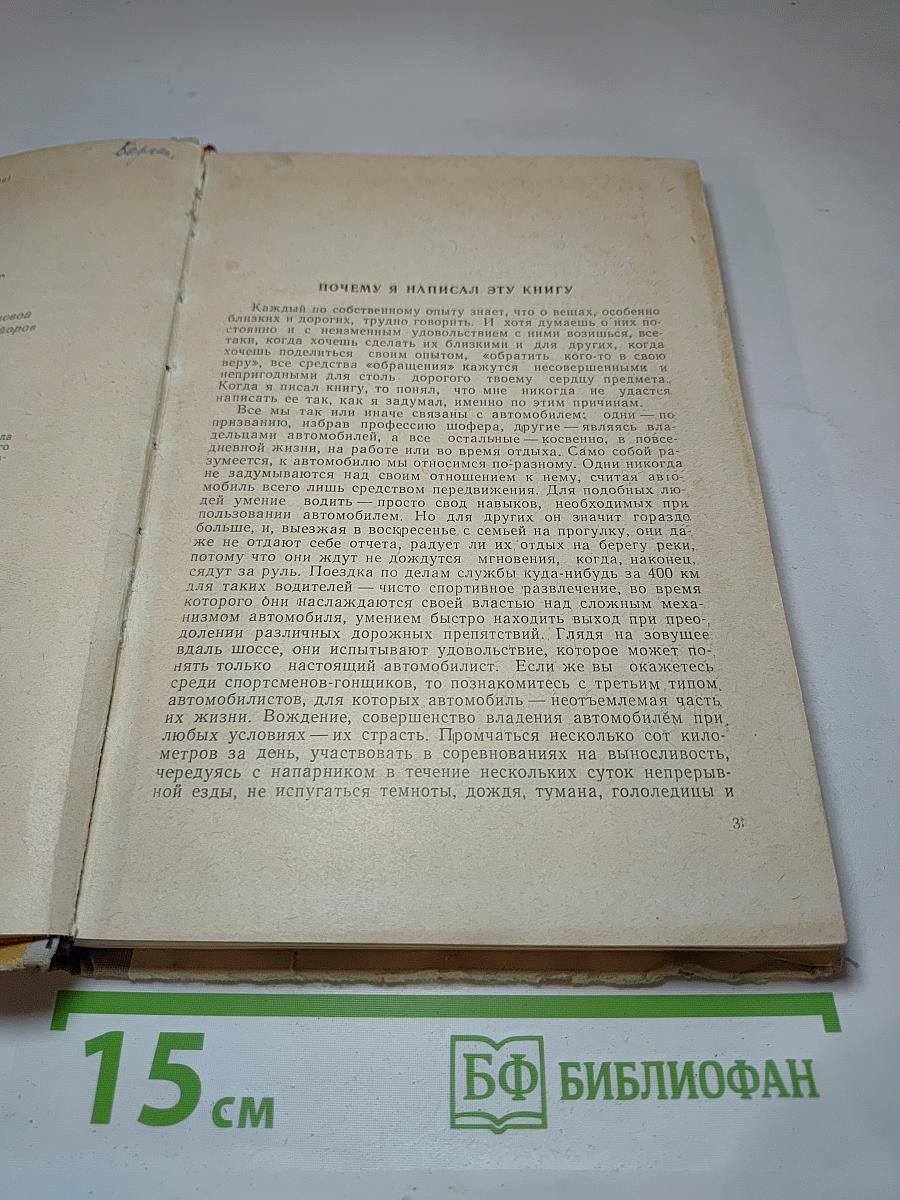 новой
доров
ла
го
ПОЧЕМУ Я НАПИСАЛ ЭТУ КНИГУ
Каждый по собственному опыту знает, что о вещах, особенно
близких и дорогих, трудно говорить. И хотя думаешь о них по-
стоянно и с неизменным удовольствием с ними возишься, все-
таки, когда хочешь сделать их близкими и для других, когда
хочешь поделиться своим опытом, «обратить кого-то в свою
веру», все средства «обращения» кажутся несовершенными и
непригодными для столь дорогого твоему сердцу предмета.
Когда я писал книгу, то понял, что мне никогда не удастся
написать ее так, как я задумал, именно по этим причинам.
Все мы так или иначе связаны с автомобилем; одни — по
призванию, избрав профессию шофера, другие — являясь вла-
дельцами автомобилей, а все остальные — косвенно, в повсе-
дневной жизни, на работе или во время отдыха. Само собой ра-
зумеется, к автомобилю мы относимся по-разному. Одни никогда
не задумываются над своим отношением к нему, считая авто-
мобиль всего лишь средством передвижения. Для подобных лю-
дей умение водить — просто свод навыков, необходимых при
пользовании автомобилем. Но для других он значит гораздо
больше, и, выезжая в воскресенье с семьей на прогулку, они да-
же не отдают себе отчета, радует ли их отдых на берегу реки,
потому что они ждут не дождутся мгновения, когда, наконец,
сядут за руль. Поездка по делам службы куда-нибудь за 400 км
для таких водителей — чисто спортивное развлечение, во время
которого они наслаждаются своей властью над сложным меха-
низмом автомобиля, умением быстро находить выход при прео-
долении различных дорожных препятствий. Глядя на зовущее
вдаль шоссе, они испытывают удовольствие, которое может по-
нять только настоящий автомобилист. Если же вы окажетесь
среди спортсменов-гонщиков, то познакомитесь с третьим типом
автомобилистов, для которых автомобиль — неотъемлемая часть
их жизни. Вождение, совершенство владения автомобилем при
любых условиях — их страсть. Промчаться несколько сот кило-
метров за день, участвовать в соревнованиях на выносливость,
чередуясь с напарником в течение нескольких суток непрерыв-
ной езды, не испугаться темноты, дождя, тумана, гололедицы и
3
15 см
БФ БИБЛИОФАН